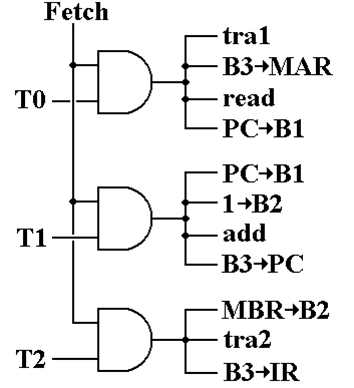 Fetch
T0
tra1
B3→MAR
read
PC→B1
T1
PC→B1
1→B2
add
B3→PC
T2
MBR→B2
tra2
B3→IR